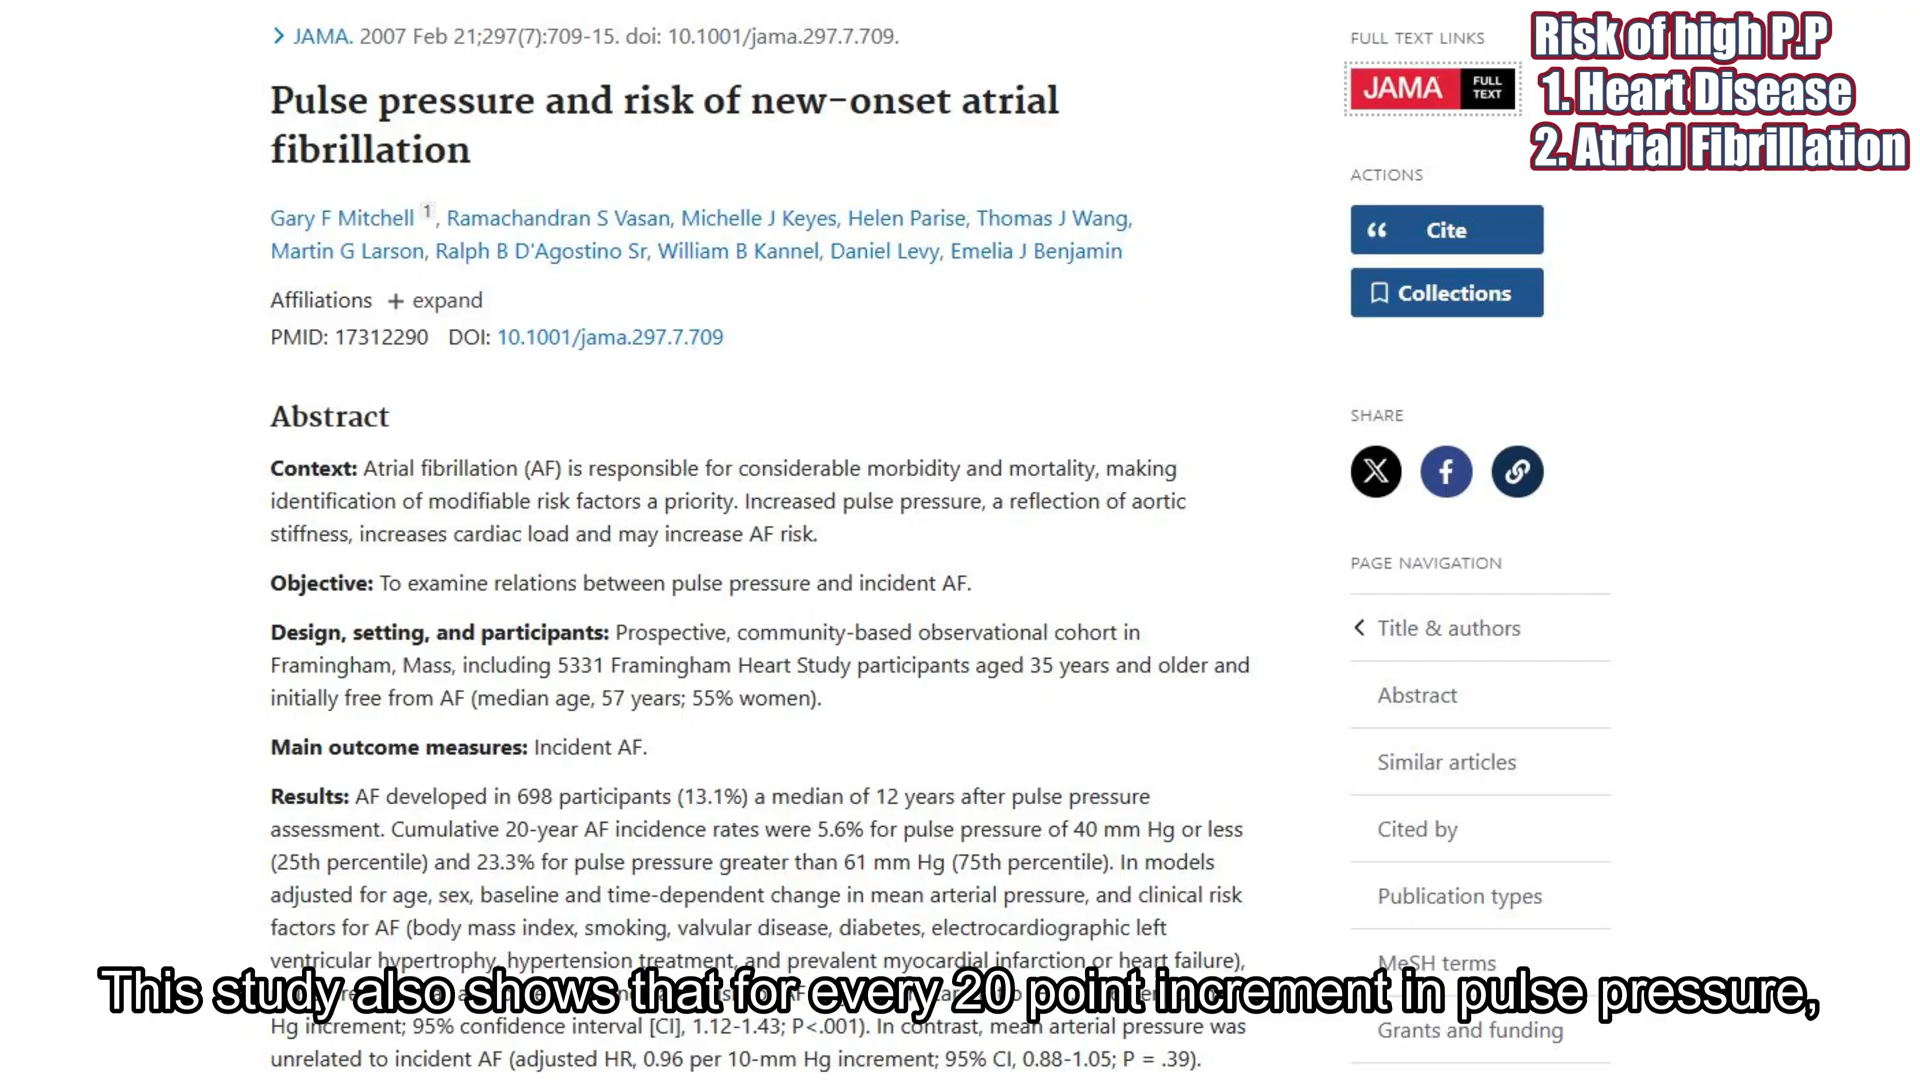 JAMA. 2007 Feb 21;297(7):709-15. doi: 10.1001/jama.297.7.709.
Pulse pressure and risk of new-onset atrial
fibrillation
Gary F Mitchell 1, Ramachandran S Vasan, Michelle J Keyes, Helen Parise, Thomas J Wang,
Martin G Larson, Ralph B D'Agostino Sr, William B Kannel, Daniel Levy, Emelia J Benjamin
Affiliations + expand
PMID: 17312290 DOI: 10.1001/jama.297.7.709
Abstract
Context: Atrial fibrillation (AF) is responsible for considerable morbidity and mortality, making
identification of modifiable risk factors a priority. Increased pulse pressure, a reflection of aortic
stiffness, increases cardiac load and may increase AF risk.
Objective: To examine relations between pulse pressure and incident AF.
Design, setting, and participants: Prospective, community-based observational cohort in
Framingham, Mass, including 5331 Framingham Heart Study participants aged 35 years and older and
initially free from AF (median age, 57 years; 55% women).
Main outcome measures: Incident AF.
Results: AF developed in 698 participants (13.1%) a median of 12 years after pulse pressure
assessment. Cumulative 20-year AF incidence rates were 5.6% for pulse pressure of 40 mm Hg or less
(25th percentile) and 23.3% for pulse pressure greater than 61 mm Hg (75th percentile). In models
adjusted for age, sex, baseline and time-dependent change in mean arterial pressure, and clinical risk
factors for AF (body mass index, smoking, valvular disease, diabetes, electrocardiographic left
ventricular hypertrophy, hypertension treatment, and prevalent myocardial infarction or heart failure),
Hg increment; 95% confidence interval [CI], 1.12-1.43; P<.001). In contrast, mean arterial pressure was
unrelated to incident AF (adjusted HR, 0.96 per 10-mm Hg increment; 95% CI, 0.88-1.05; P = .39).
This study also shows that for every 20 point increment in pulse pressure,
FULL TEXT LINKS
JAMA FULL TEXT
ACTIONS
Cite
Collections
SHARE
PAGE NAVIGATION
Title & authors
Abstract
Similar articles
Cited by
Publication types
MeSH terms
Grants and funding
Risk of high P.P
1. Heart Disease
2. Atrial Fibrillation